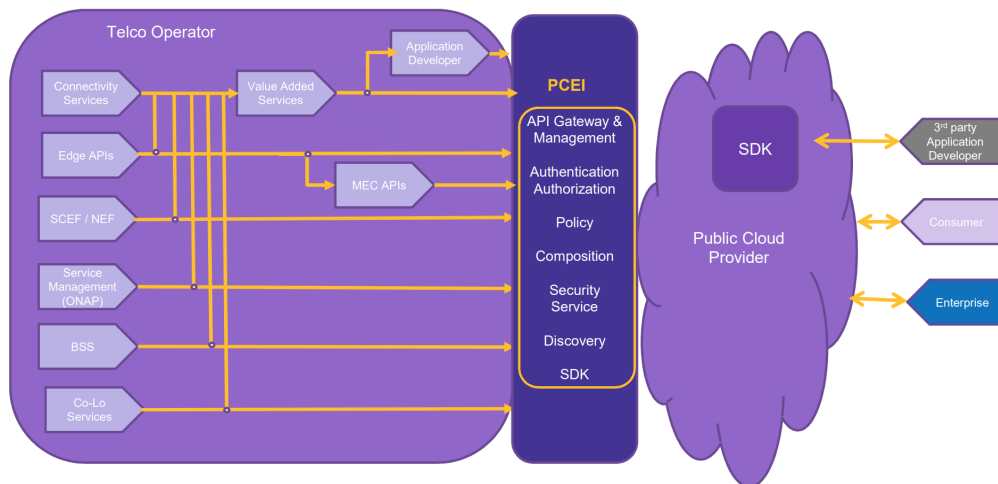 Telco Operator
Application
Developer
Connectivity
Services
Value Added
Services
Edge APIs
MEC APIs
SCEF / NEF
Service
Management
(ONAP)
BSS
Co-Lo
Services
PCEI
API Gateway &
Management
Authentication
Authorization
Policy
Composition
Security
Service
Discovery
SDK
SDK
Public Cloud
Provider
3rd party
Application
Developer
Consumer
Enterprise